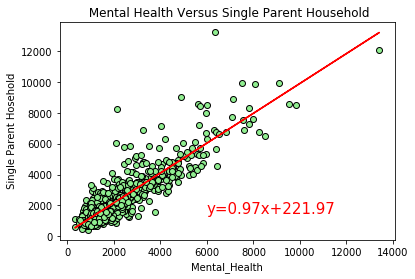 Mental Health Versus Single Parent Household
Single Parent Hosehold
12000
10000
8000
6000
4000
2000
0
y=0.97x+221.97
0 2000 4000 6000 8000 10000 12000 14000
Mental_Health